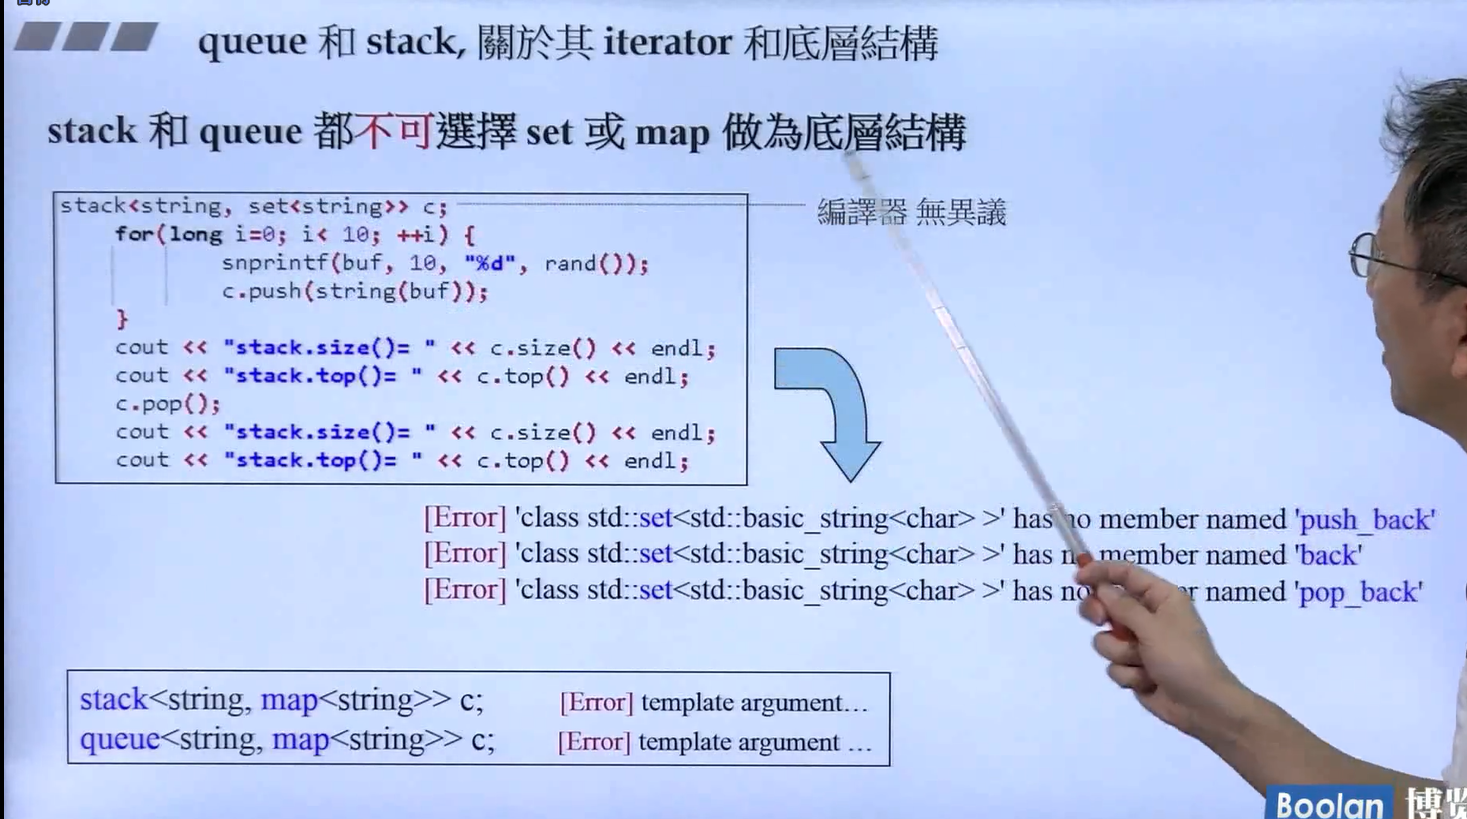 queue 和 stack, 關於其 iterator 和底層結構
stack 和 queue 都不可選擇 set 或 map 做為底層結構
stack<string, set<string>> c;
編譯器 無異議
for(long i=0; i< 10; ++i) {
snprintf(buf, 10, "%d", rand());
c.push(string(buf));
}
cout << "stack.size()= " << c.size() << endl;
cout << "stack.top()= " << c.top() << endl;
c.pop();
cout << "stack.size()= " << c.size() << endl;
cout << "stack.top()= " << c.top() << endl;
[Error] 'class std::set<std::basic_string<char> >' has no member named 'push_back'
[Error] 'class std::set<std::basic_string<char> >' has no member named 'back'
[Error] 'class std::set<std::basic_string<char> >' has no member named 'pop_back'
stack<string, map<string>> c; [Error] template argument…
queue<string, map<string>> c; [Error] template argument …
Boolan 博览